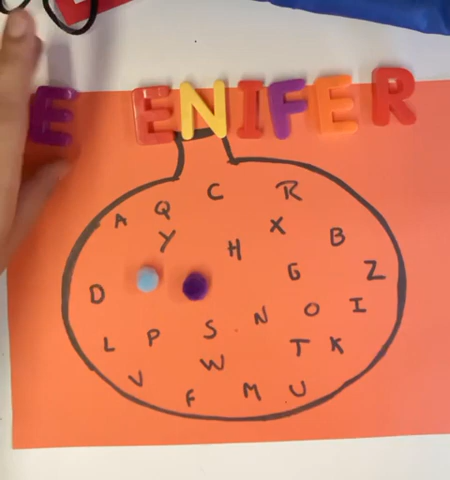 E ENIFER
C R
A Q
Y H X B
D G Z
L P S N O I
W T K
V F M U